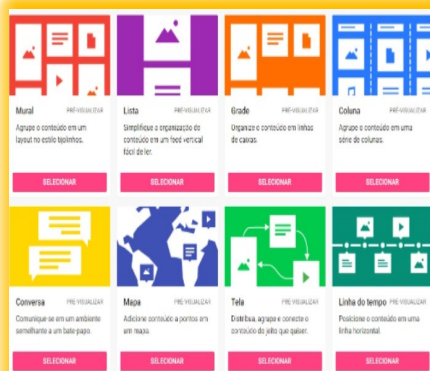 Mural PRÉ-VISUALIZAR
Agrupe o conteúdo em um
layout no estilo tijolinhos.
SELECIONAR
Lista PRÉ-VISUALIZAR
Simplifique a organização do
conteúdo em um feed vertical
fácil de ler.
SELECIONAR
Grade PRÉ-VISUALIZAR
Organize o conteúdo em linhas
de caixas.
SELECIONAR
Coluna PRÉ-VISUALIZAR
Agrupe o conteúdo em uma
série de colunas.
SELECIONAR
Conversa PRÉ-VISUALIZAR
Comunique-se em um ambiente
semelhante a um bate-papo.
SELECIONAR
Mapa PRÉ-VISUALIZAR
Adicione conteúdo a pontos em
um mapa.
SELECIONAR
Tela PRÉ-VISUALIZAR
Distribua, agrupe e conecte o
conteúdo do jeito que quiser.
SELECIONAR
Linha do tempo PRÉ-VISUALIZAR
Posicione o conteúdo em uma
linha horizontal.
SELECIONAR